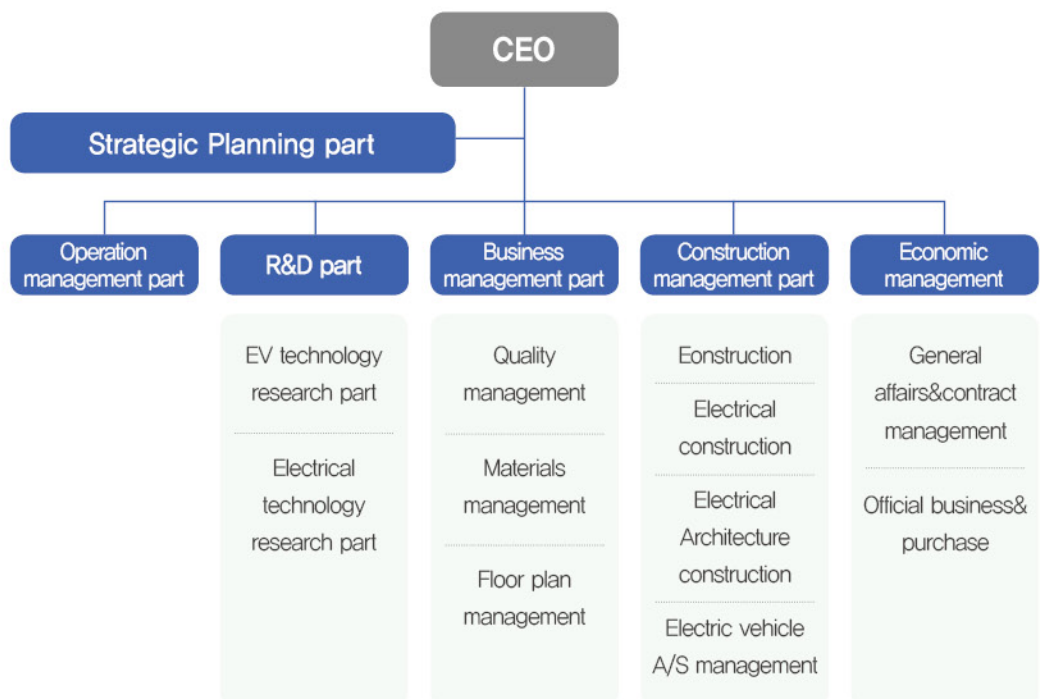 CEO
Strategic Planning part
Operation
management part
R&D part
Business
management part
Construction
management part
Economic
management
EV technology
research part
Electrical
technology
research part
Quality
management
Materials
management
Floor plan
management
Eonstruction
Electrical
construction
Electrical
Architecture
construction
Electric vehicle
A/S management
General
affairs&contract
management
Official business&
purchase